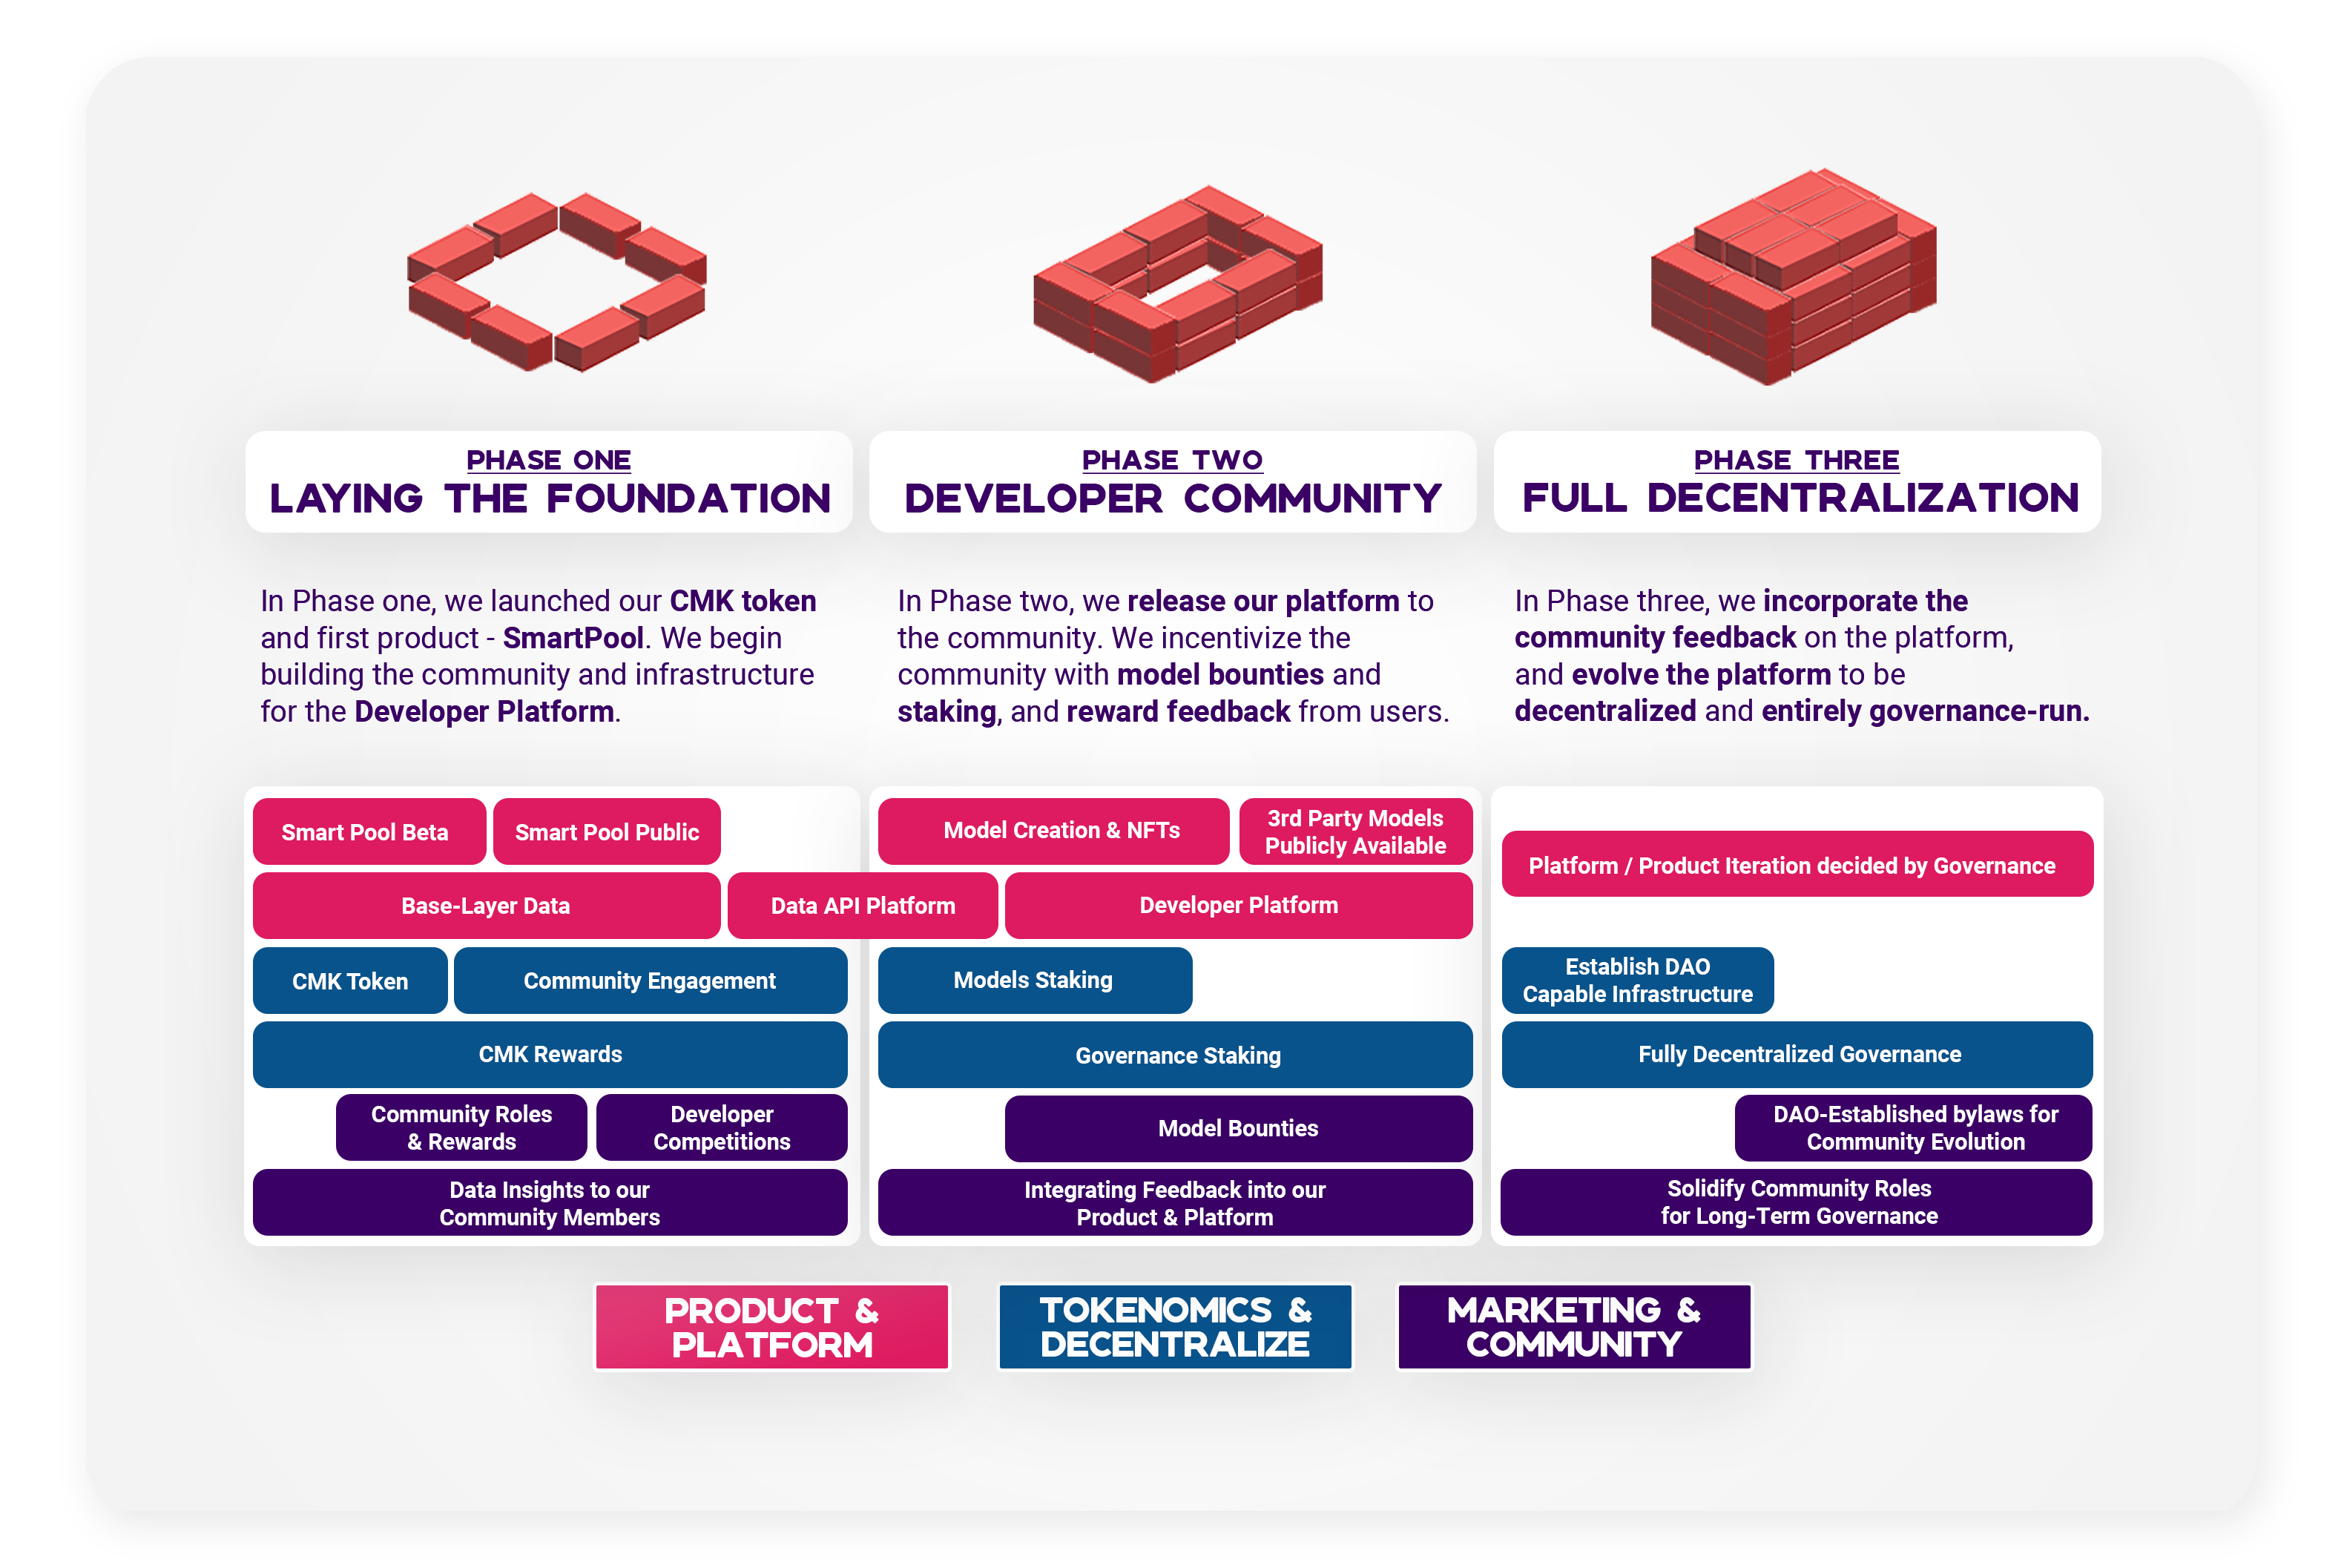 PHASE ONE
LAYING THE FOUNDATION
In Phase one, we launched our CMK token
and first product - SmartPool. We begin
building the community and infrastructure
for the Developer Platform.
PHASE TWO
DEVELOPER COMMUNITY
In Phase two, we release our platform to
the community. We incentivize the
community with model bounties and
staking, and reward feedback from users.
PHASE THREE
FULL DECENTRALIZATION
In Phase three, we incorporate the
community feedback on the platform,
and evolve the platform to be
decentralized and entirely governance-run.
Smart Pool Beta
Smart Pool Public
Model Creation & NFTs
3rd Party Models
Publicly Available
Platform / Product Iteration decided by Governance
Base-Layer Data
Data API Platform
Developer Platform
CMK Token
Community Engagement
Models Staking
Establish DAO
Capable Infrastructure
CMK Rewards
Governance Staking
Fully Decentralized Governance
Community Roles
& Rewards
Developer
Competitions
Model Bounties
DAO-Established bylaws for
Community Evolution
Data Insights to our
Community Members
Integrating Feedback into our
Product & Platform
Solidify Community Roles
for Long-Term Governance
PRODUCT &
PLATFORM
TOKENOMICS &
DECENTRALIZE
MARKETING &
COMMUNITY